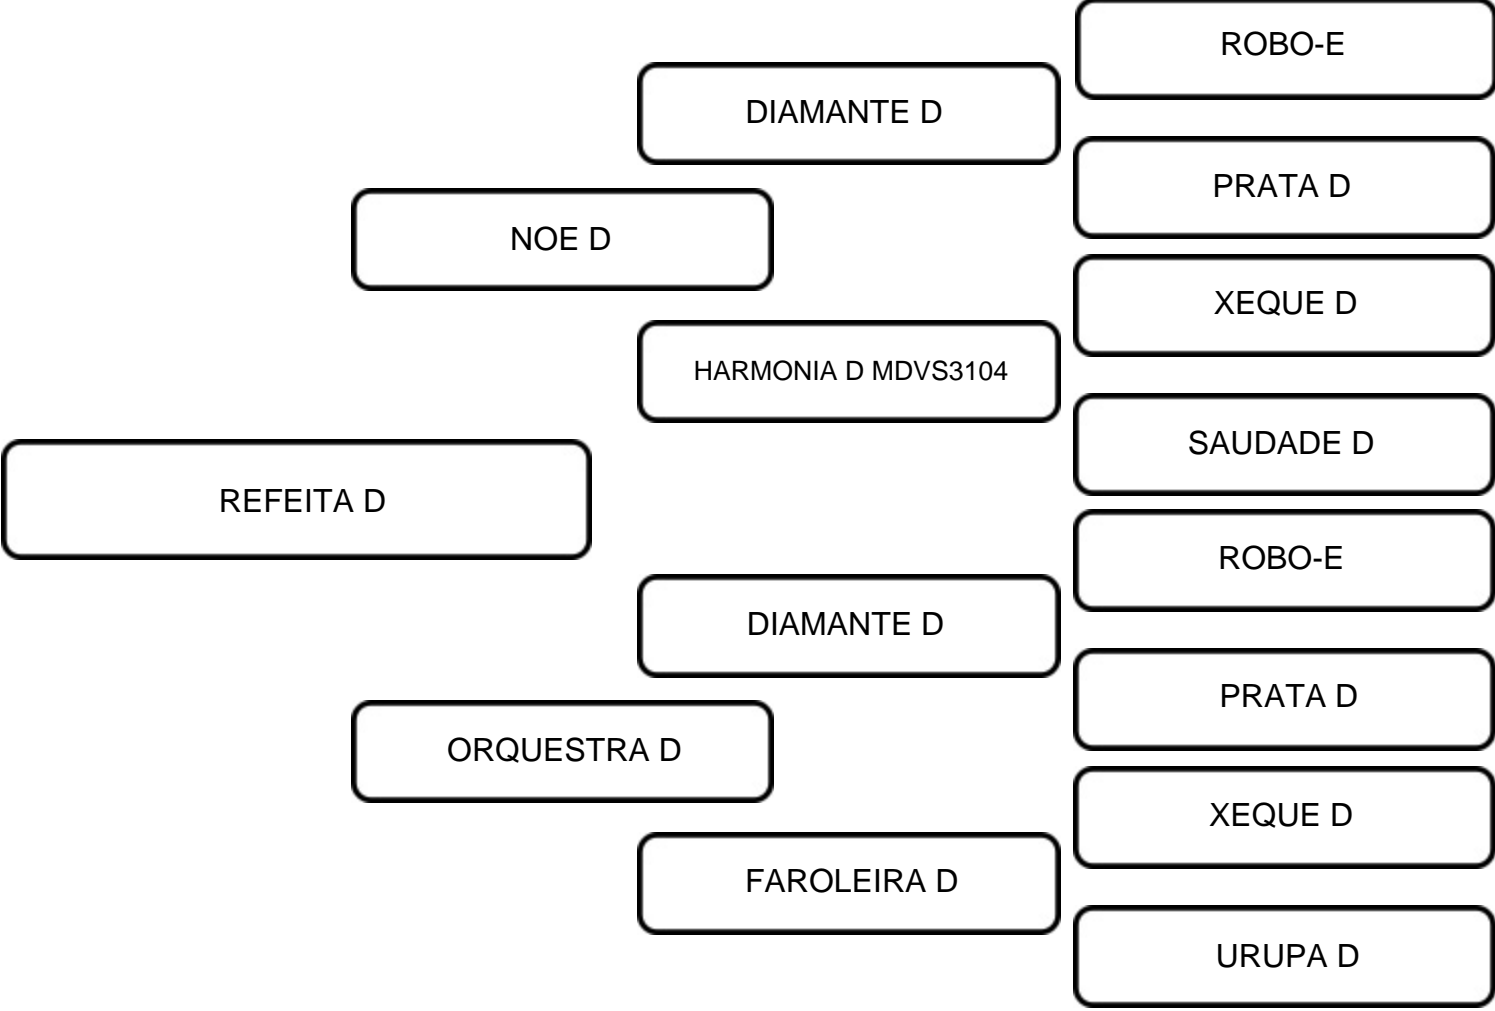 ROBO-E
DIAMANTE D
PRATA D
NOE D
XEQUE D
HARMONIA D MDVS3104
SAUDADE D
REFEITA D
ROBO-E
DIAMANTE D
PRATA D
ORQUESTRA D
XEQUE D
FAROLEIRA D
URUPA D